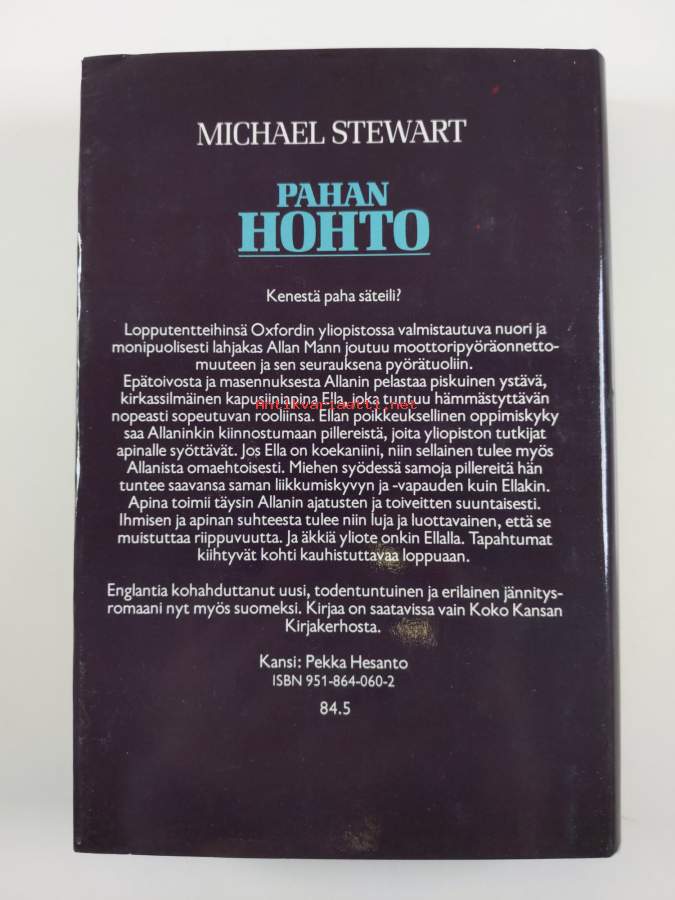 MICHAEL STEWART
PAHAN
HOHTO
Kenestä paha säteili?
Lopputentteihinsä Oxfordin yliopistossa valmistautuva nuori ja
monipuolisesti lahjakas Allan Mann joutuu moottoripyöräonnetto-
muuteen ja sen seurauksena pyörätuoliin.
Epätoivosta ja masennuksesta Allanin pelastaa piskuinen ystävä,
kirkassilmäinen kapusiiniapina Ella, joka tuntuu hämmästyttävän
antikvariaatti.net
nopeasti sopeutuvan rooliinsa. Ellan poikkeuksellinen oppimiskyky
saa Allaninkin kiinnostumaan pillereistä, joita yliopiston tutkijat
apinalle syöttävät. Jos Ella on koekaniini, niin sellainen tulee myös
Allanista omaehtoisesti. Miehen syödessä samoja pillereitä hän
tuntee saavansa saman liikkumiskyvyn ja -vapauden kuin Ellakin.
Apina toimii täysin Allanin ajatusten ja toiveitten suuntaisesti.
Ihmisen ja apinan suhteesta tulee niin luja ja luottavainen, että se
muistuttaa riippuvuutta. Ja äkkiä yliote onkin Ellalla. Tapahtumat
kiihtyvät kohti kauhistuttavaa loppuaan.
Englantia kohahduttanut uusi, todentuntuinen ja erilainen jännitys-
romaani nyt myös suomeksi. Kirjaa on saatavissa vain Koko Kansan
Kirjakerhosta.
Kansi: Pekka Hesanto
ISBN 951-864-060-2
84.5